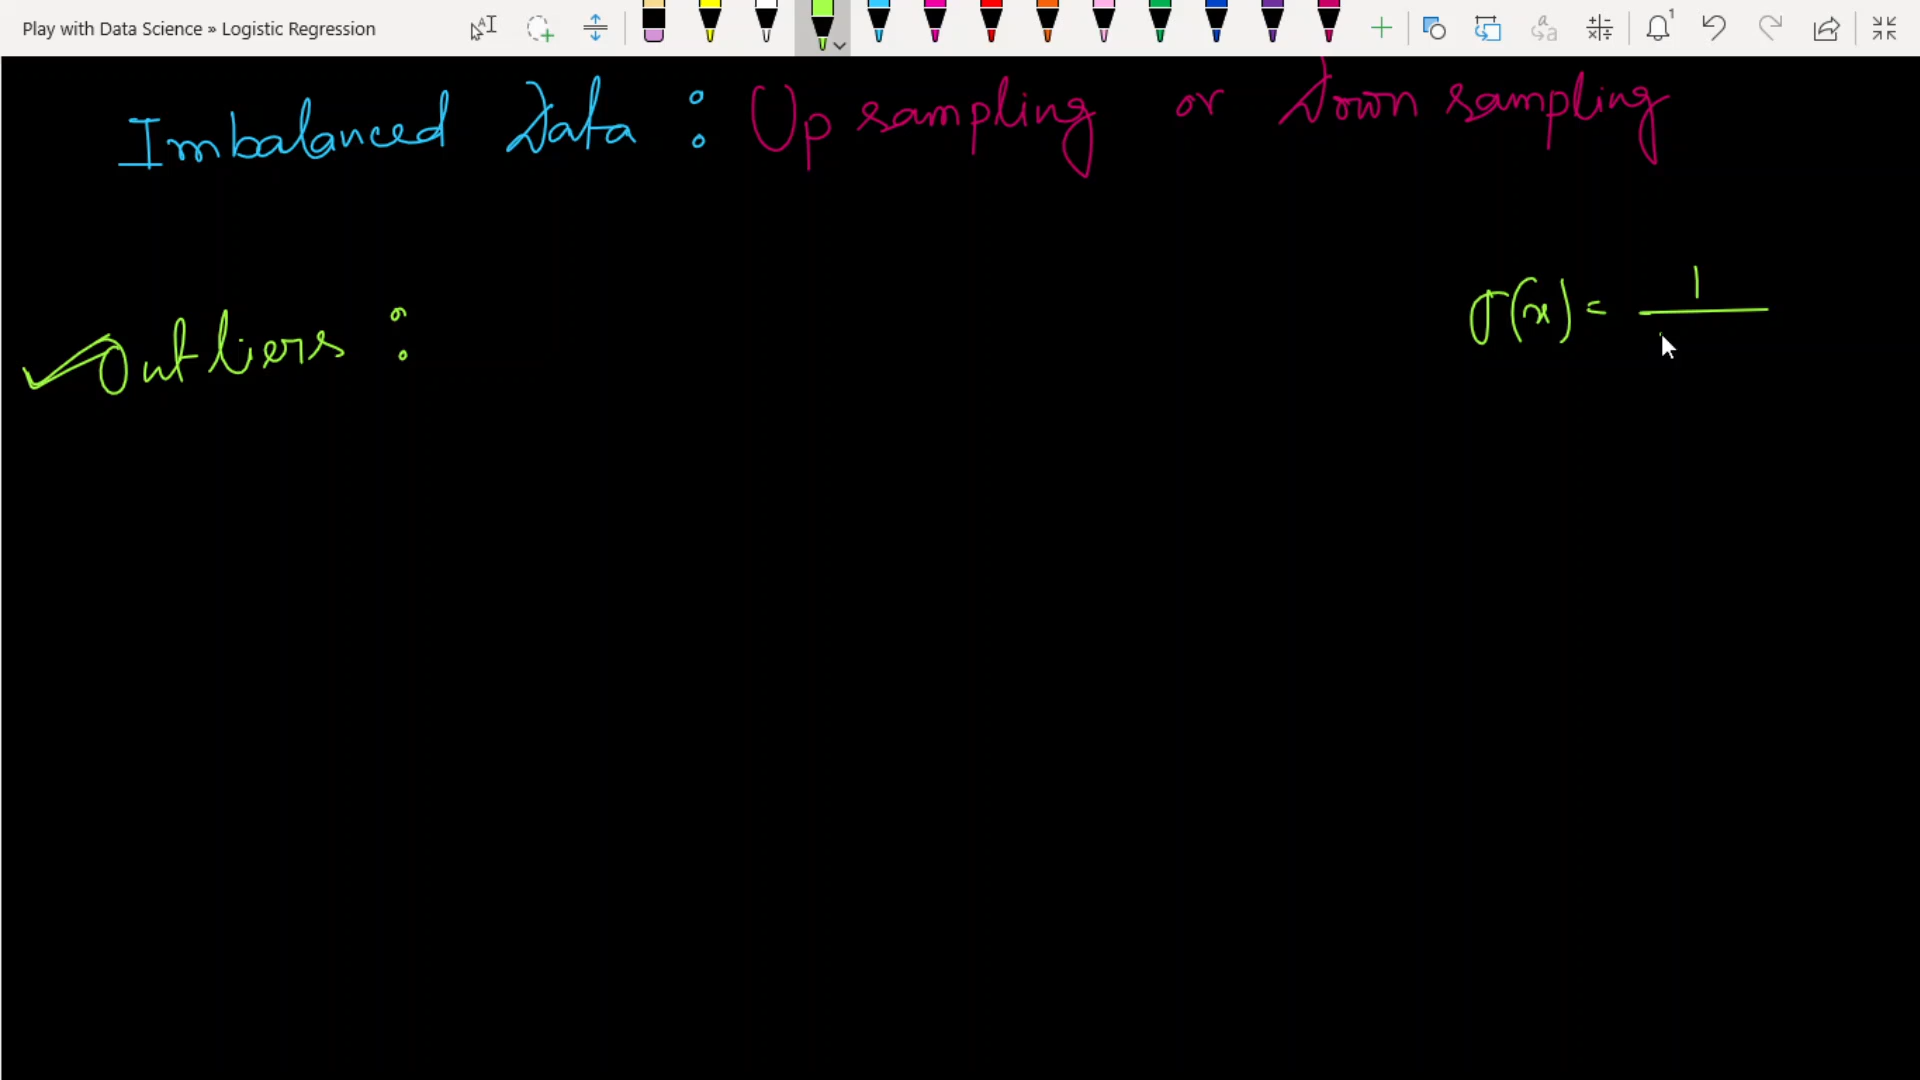 Play with Data Science » Logistic Regression
Imbalanced Data : Up sampling or Down sampling
Outliers :
σ(x) = 1